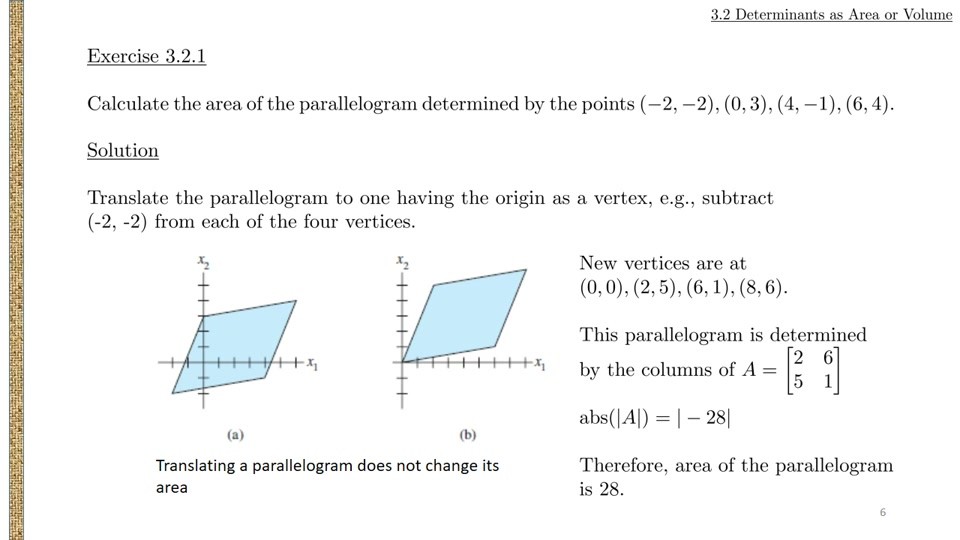 3.2 Determinants as Area or Volume
Exercise 3.2.1
Calculate the area of the parallelogram determined by the points (−2, −2), (0, 3), (4, −1), (6, 4).
Solution
Translate the parallelogram to one having the origin as a vertex, e.g., subtract
(-2, -2) from each of the four vertices.
x₂
x₁
(a)
x₂
x₁
(b)
Translating a parallelogram does not change its
area
New vertices are at
(0, 0), (2, 5), (6, 1), (8, 6).
This parallelogram is determined
by the columns of A = [2 6
5 1]
abs(|A|) = | − 28|
Therefore, area of the parallelogram
is 28.
6